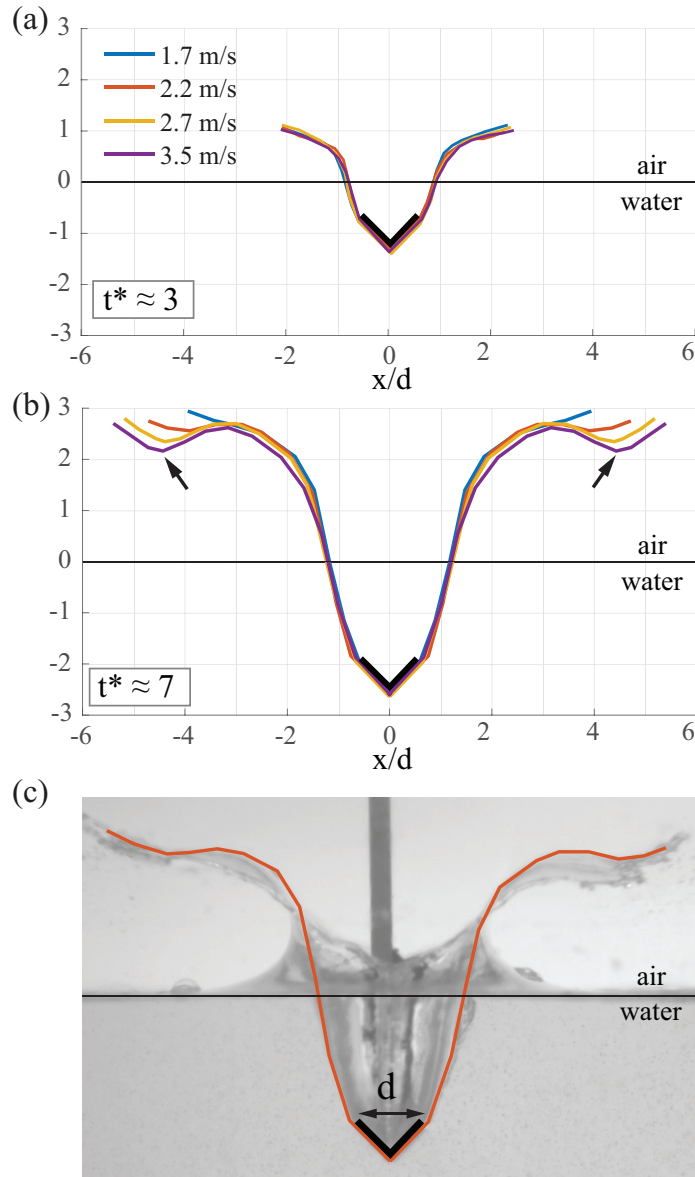 (a)
3
2
1
0
-1
-2
-3
1.7 m/s
2.2 m/s
2.7 m/s
3.5 m/s
air
water
t* ≈ 3
-6 -4 -2 0 2 4 6
x/d
(b)
3
2
1
0
-1
-2
-3
air
water
t* ≈ 7
-6 -4 -2 0 2 4 6
x/d
(c)
air
water
d